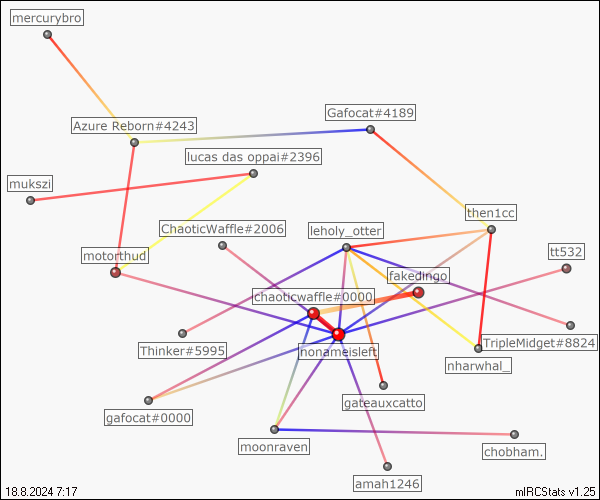 mercurybro
Gafocat#4189
Azure Reborn#4243
lucas das oppai#2396
mukszi
then1cc
ChaoticWaffle#2006
leholy_otter
motorthud
tt532
fakedingo
chaoticwaffle#0000
TripleMidget#8824
Thinker#5995
nonameisleft
nharwhal_
gateauxcatto
gafocat#0000
moonraven
chobham.
amah1246
18.8.2024 7:17
mIRCStats v1.25